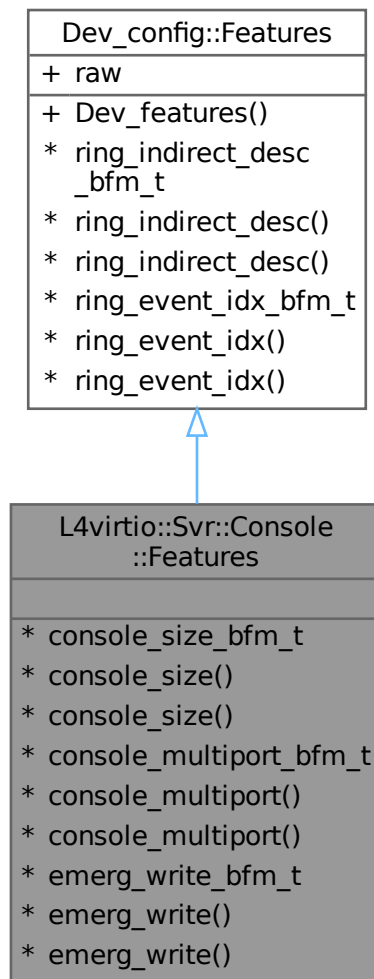 Dev_config::Features
+ raw
+ Dev_features()
* ring_indirect_desc
_bfm_t
* ring_indirect_desc()
* ring_indirect_desc()
* ring_event_idx_bfm_t
* ring_event_idx()
* ring_event_idx()
L4virtio::Svr::Console
::Features
* console_size_bfm_t
* console_size()
* console_size()
* console_multiport_bfm_t
* console_multiport()
* console_multiport()
* emerg_write_bfm_t
* emerg_write()
* emerg_write()